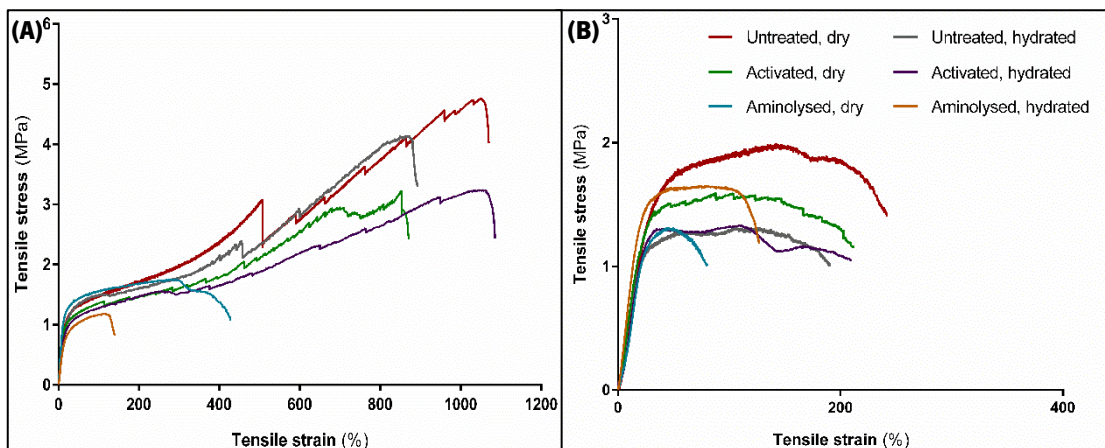 (A)
6
5
4
3
2
1
0
Tensile stress (MPa)
0 200 400 600 800 1000 1200
Tensile strain (%)
(B)
3
2
1
0
Tensile stress (MPa)
0 200 400
Tensile strain (%)
Untreated, dry
Untreated, hydrated
Activated, dry
Activated, hydrated
Aminolysed, dry
Aminolysed, hydrated